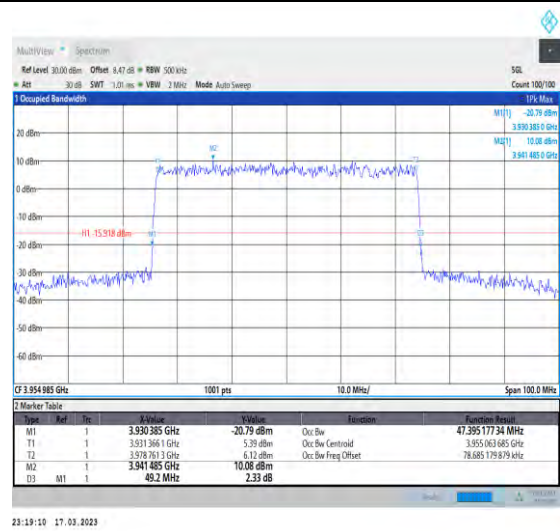 MultiView Spectrum
Ref Level 30.00 dBm Offset 8.47 dB RBW 500 kHz SGL
Att 30 dB SWT 1.01 ms VBW 2 MHz Mode Auto Sweep Count 100/100
1 Occupied Bandwidth 1Pk Max
M1[1] -20.79 dBm
3.930 385 0 GHz
20 dBm
M2[1] 10.08 dBm
3.941 485 0 GHz
M2
10 dBm
T1
0 dBm
-10 dBm
H1 -15.918 dBm
M1
D3
-20 dBm
-30 dBm
-40 dBm
-50 dBm
-60 dBm
CF 3.954 985 GHz 1001 pts 10.0 MHz/ Span 100.0 MHz
2 Marker Table
Type Ref Trc X-Value Y-Value Function Function Result
M1 1 3.930 385 GHz -20.79 dBm Occ Bw 47.395 177 34 MHz
T1 1 3.931 366 1 GHz 5.39 dBm Occ Bw Centroid 3.955 063 685 GHz
T2 1 3.978 761 3 GHz 6.12 dBm Occ Bw Freq Offset 78.685 179 879 kHz
M2 1 3.941 485 GHz 10.08 dBm
D3 M1 1 49.2 MHz 2.33 dB
Ready
23:19:10 17.03.2023